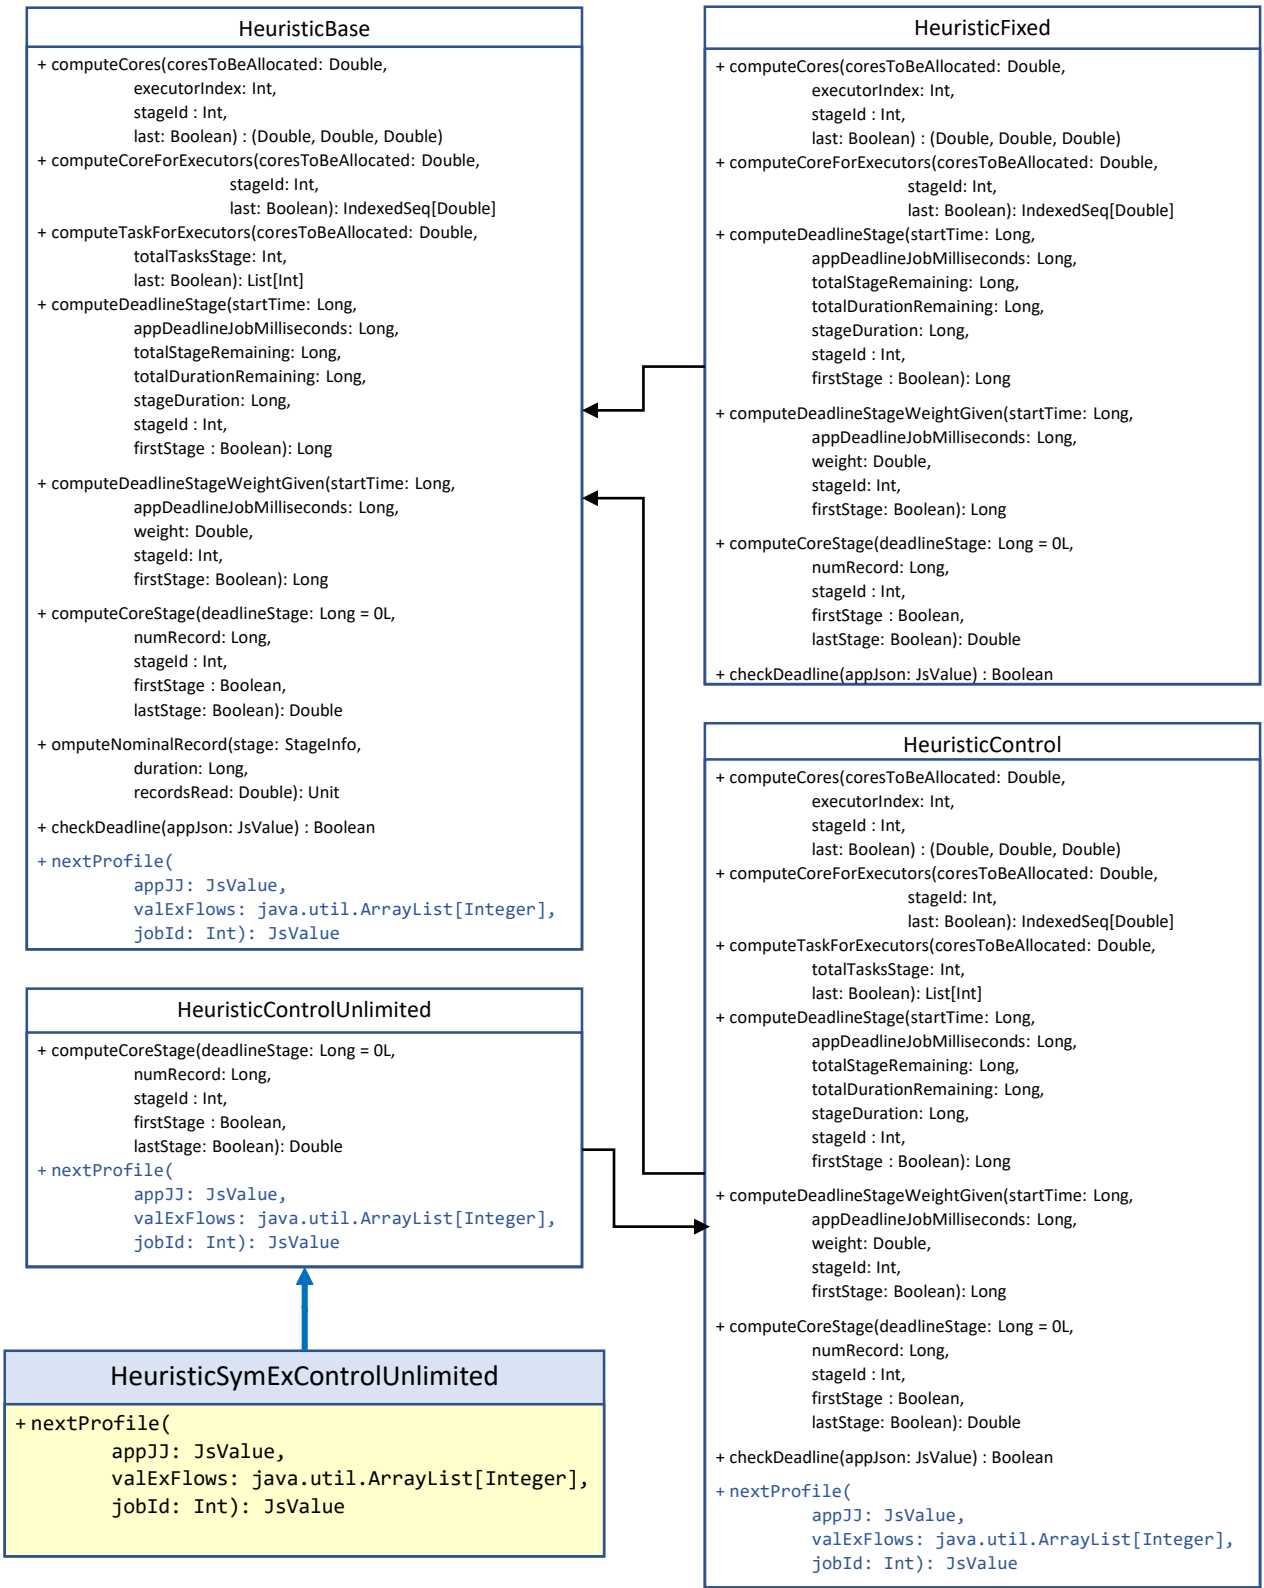 HeuristicBase
+ computeCores(coresToBeAllocated: Double,
executorIndex: Int,
stageId : Int,
last: Boolean) : (Double, Double, Double)
+ computeCoreForExecutors(coresToBeAllocated: Double,
stageId: Int,
last: Boolean): IndexedSeq[Double]
+ computeTaskForExecutors(coresToBeAllocated: Double,
totalTasksStage: Int,
last: Boolean): List[Int]
+ computeDeadlineStage(startTime: Long,
appDeadlineJobMilliseconds: Long,
totalStageRemaining: Long,
totalDurationRemaining: Long,
stageDuration: Long,
stageId : Int,
firstStage : Boolean): Long
+ computeDeadlineStageWeightGiven(startTime: Long,
appDeadlineJobMilliseconds: Long,
weight: Double,
stageId: Int,
firstStage: Boolean): Long
+ computeCoreStage(deadlineStage: Long = 0L,
numRecord: Long,
stageId : Int,
firstStage : Boolean,
lastStage: Boolean): Double
+ omputeNominalRecord(stage: StageInfo,
duration: Long,
recordsRead: Double): Unit
+ checkDeadline(appJson: JsValue) : Boolean
+ nextProfile(
appJJ: JsValue,
valExFlows: java.util.ArrayList[Integer],
jobId: Int): JsValue
HeuristicControlUnlimited
+ computeCoreStage(deadlineStage: Long = 0L,
numRecord: Long,
stageId : Int,
firstStage : Boolean,
lastStage: Boolean): Double
+ nextProfile(
appJJ: JsValue,
valExFlows: java.util.ArrayList[Integer],
jobId: Int): JsValue
HeuristicSymExControlUnlimited
+ nextProfile(
appJJ: JsValue,
valExFlows: java.util.ArrayList[Integer],
jobId: Int): JsValue
HeuristicFixed
+ computeCores(coresToBeAllocated: Double,
executorIndex: Int,
stageId : Int,
last: Boolean) : (Double, Double, Double)
+ computeCoreForExecutors(coresToBeAllocated: Double,
stageId: Int,
last: Boolean): IndexedSeq[Double]
+ computeDeadlineStage(startTime: Long,
appDeadlineJobMilliseconds: Long,
totalStageRemaining: Long,
totalDurationRemaining: Long,
stageDuration: Long,
stageId : Int,
firstStage : Boolean): Long
+ computeDeadlineStageWeightGiven(startTime: Long,
appDeadlineJobMilliseconds: Long,
weight: Double,
stageId: Int,
firstStage: Boolean): Long
+ computeCoreStage(deadlineStage: Long = 0L,
numRecord: Long,
stageId : Int,
firstStage : Boolean,
lastStage: Boolean): Double
+ checkDeadline(appJson: JsValue) : Boolean
HeuristicControl
+ computeCores(coresToBeAllocated: Double,
executorIndex: Int,
stageId : Int,
last: Boolean) : (Double, Double, Double)
+ computeCoreForExecutors(coresToBeAllocated: Double,
stageId: Int,
last: Boolean): IndexedSeq[Double]
+ computeTaskForExecutors(coresToBeAllocated: Double,
totalTasksStage: Int,
last: Boolean): List[Int]
+ computeDeadlineStage(startTime: Long,
appDeadlineJobMilliseconds: Long,
totalStageRemaining: Long,
totalDurationRemaining: Long,
stageDuration: Long,
stageId : Int,
firstStage : Boolean): Long
+ computeDeadlineStageWeightGiven(startTime: Long,
appDeadlineJobMilliseconds: Long,
weight: Double,
stageId: Int,
firstStage: Boolean): Long
+ computeCoreStage(deadlineStage: Long = 0L,
numRecord: Long,
stageId : Int,
firstStage : Boolean,
lastStage: Boolean): Double
+ checkDeadline(appJson: JsValue) : Boolean
+ nextProfile(
appJJ: JsValue,
valExFlows: java.util.ArrayList[Integer],
jobId: Int): JsValue